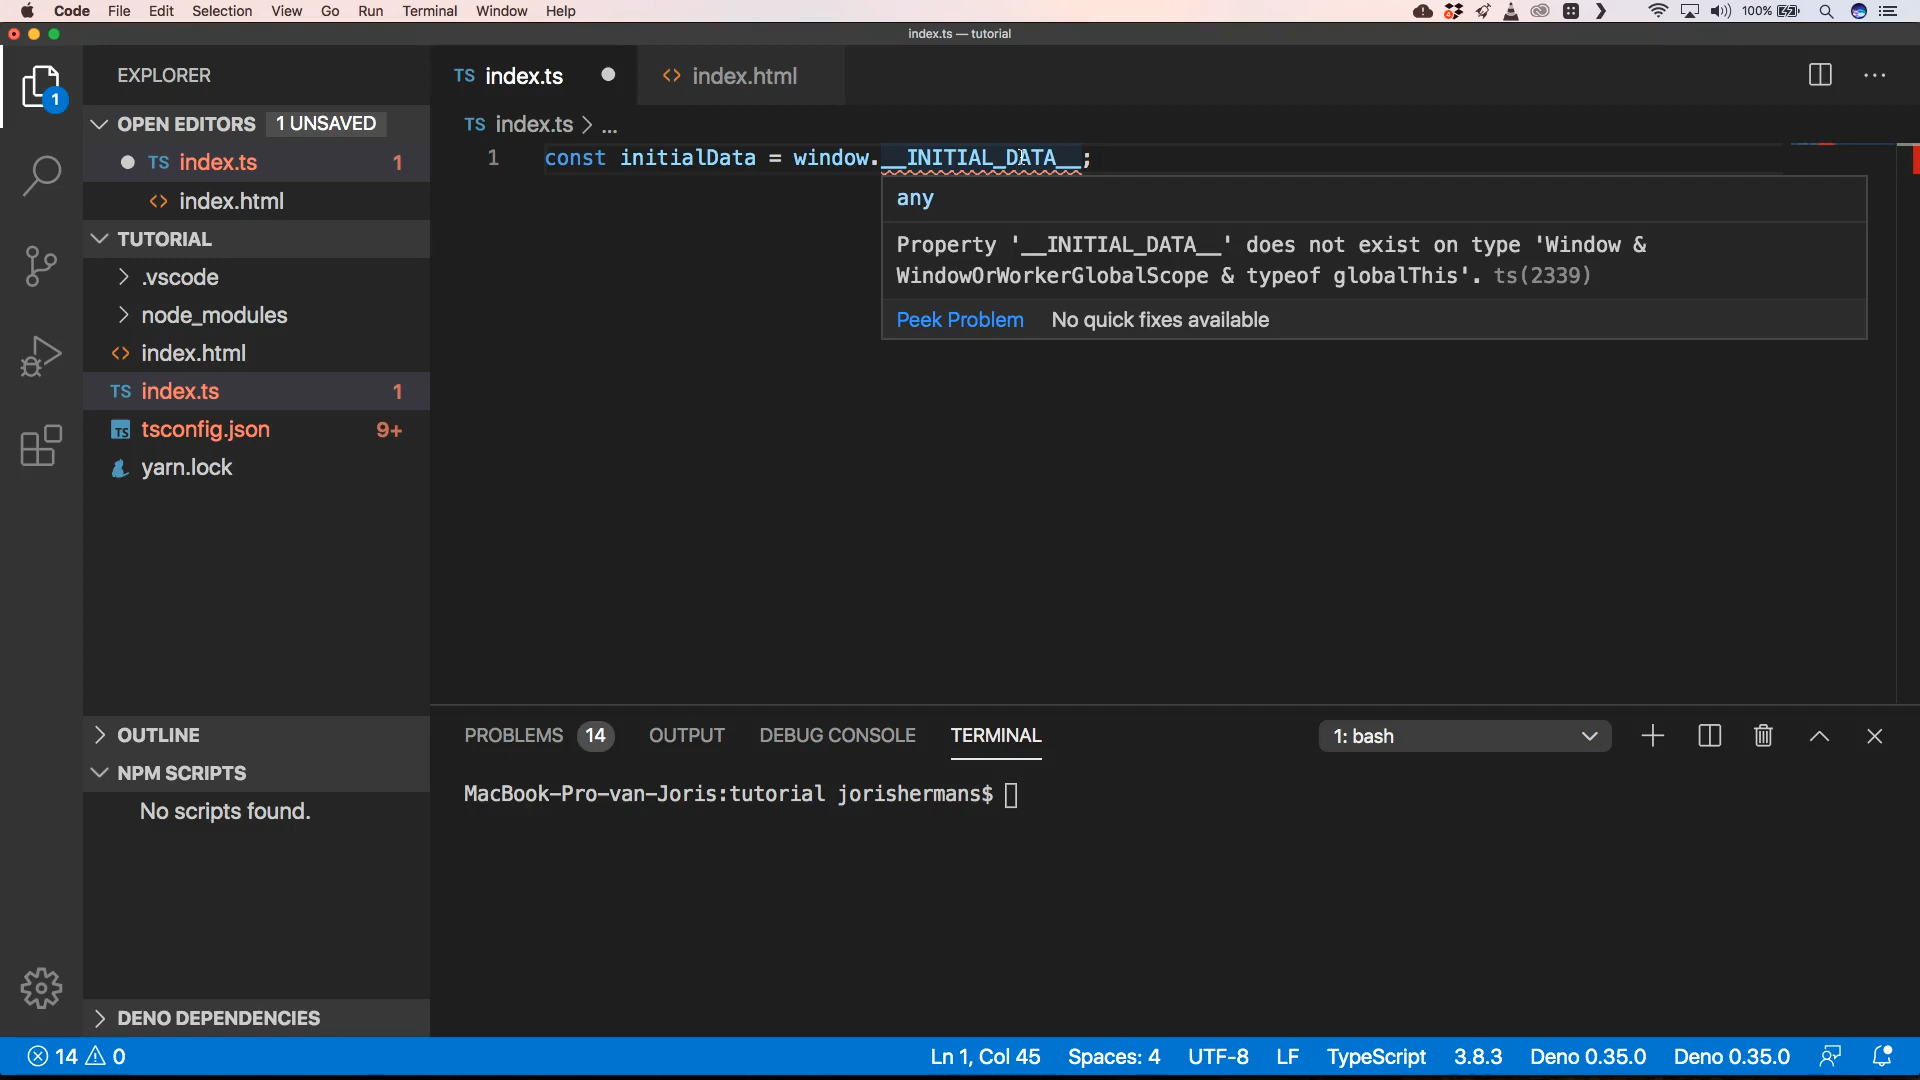 Code File Edit Selection View Go Run Terminal Window Help 100%
index.ts — tutorial
EXPLORER
TS index.ts
index.html
OPEN EDITORS 1 UNSAVED
TS index.ts 1
index.html
TUTORIAL
.vscode
node_modules
index.html
TS index.ts 1
TS tsconfig.json 9+
yarn.lock
OUTLINE
NPM SCRIPTS
No scripts found.
DENO DEPENDENCIES
1
TS index.ts > ...
1 const initialData = window.__INITIAL_DATA__;
any
Property '__INITIAL_DATA__' does not exist on type 'Window &
WindowOrWorkerGlobalScope & typeof globalThis'. ts(2339)
Peek Problem No quick fixes available
PROBLEMS 14 OUTPUT DEBUG CONSOLE TERMINAL 1: bash
MacBook-Pro-van-Joris:tutorial jorishermans$
14 0 Ln 1, Col 45 Spaces: 4 UTF-8 LF TypeScript 3.8.3 Deno 0.35.0 Deno 0.35.0